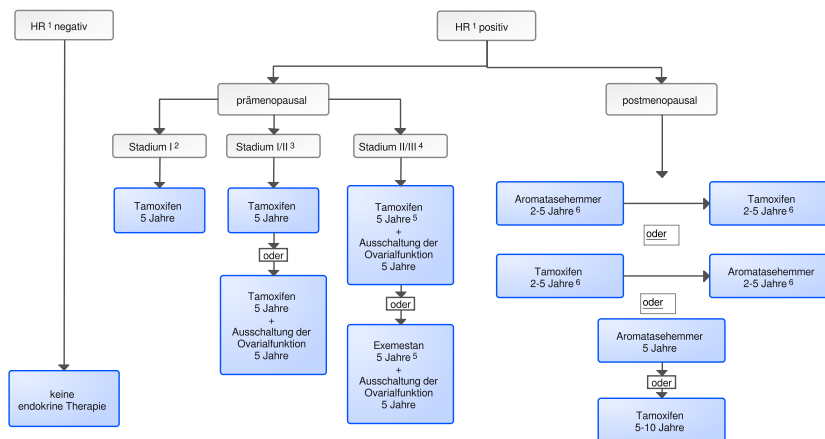 HR 1 negativ
HR 1 positiv
prämenopausal
postmenopausal
Stadium I 2
Stadium I/II 3
Stadium II/III 4
Tamoxifen
5 Jahre
Tamoxifen
5 Jahre
oder
Tamoxifen
5 Jahre
+
Ausschaltung der
Ovarialfunktion
5 Jahre
Tamoxifen
5 Jahre 5
+
Ausschaltung der
Ovarialfunktion
5 Jahre
oder
Exemestan
5 Jahre 5
+
Ausschaltung der
Ovarialfunktion
5 Jahre
Aromatasehemmer
2-5 Jahre 6
Tamoxifen
2-5 Jahre 6
oder
Tamoxifen
2-5 Jahre 6
Aromatasehemmer
2-5 Jahre 6
oder
Aromatasehemmer
5 Jahre
oder
Tamoxifen
5-10 Jahre
keine
endokrine Therapie